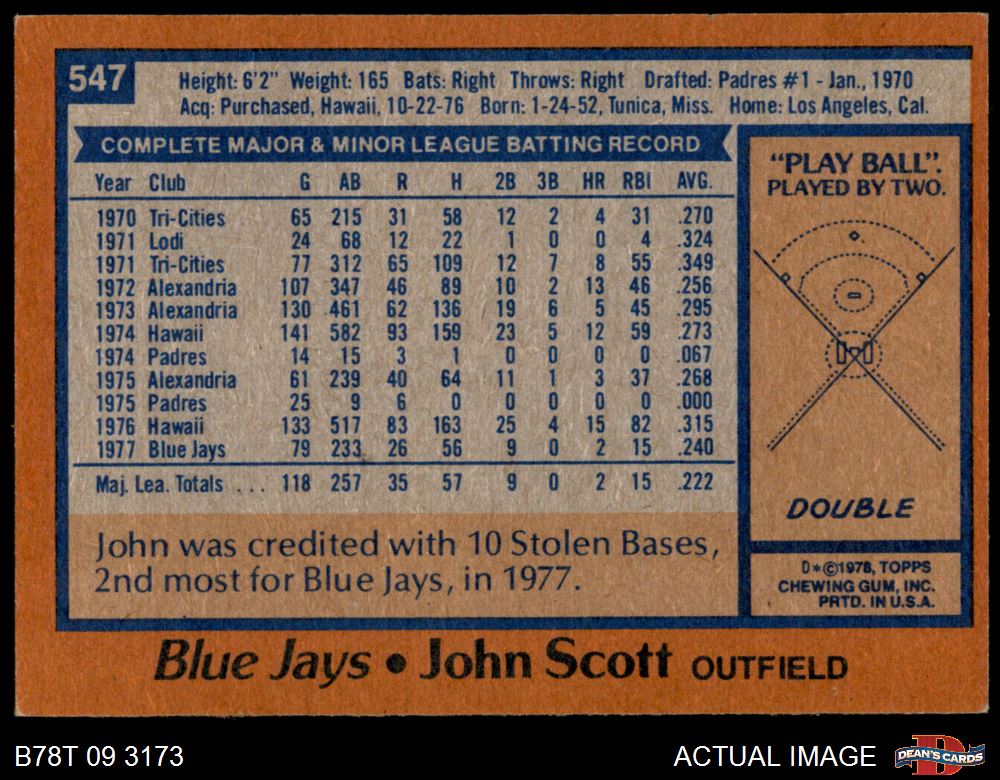 547
Height: 6'2" Weight: 165 Bats: Right Throws: Right Drafted: Padres #1 - Jan., 1970
Acq: Purchased, Hawaii, 10-22-76 Born: 1-24-52, Tunica, Miss. Home: Los Angeles, Cal.
COMPLETE MAJOR & MINOR LEAGUE BATTING RECORD
Year Club G AB R H 2B 3B HR RBI AVG.
1970 Tri-Cities 65 215 31 58 12 2 4 31 .270
1971 Lodi 24 68 12 22 1 0 0 4 .324
1971 Tri-Cities 77 312 65 109 12 7 8 55 .349
1972 Alexandria 107 347 46 89 10 2 13 46 .256
1973 Alexandria 130 461 62 136 19 6 5 45 .295
1974 Hawaii 141 582 93 159 23 5 12 59 .273
1974 Padres 14 15 3 1 0 0 0 0 .067
1975 Alexandria 61 239 40 64 11 1 3 37 .268
1975 Padres 25 9 6 0 0 0 0 0 .000
1976 Hawaii 133 517 83 163 25 4 15 82 .315
1977 Blue Jays 79 233 26 56 9 0 2 15 .240
Maj. Lea. Totals ... 118 257 35 57 9 0 2 15 .222
John was credited with 10 Stolen Bases,
2nd most for Blue Jays, in 1977.
"PLAY BALL".
PLAYED BY TWO.
DOUBLE
D*©1978, TOPPS
CHEWING GUM, INC.
PRTD. IN U.S.A.
Blue Jays • John Scott OUTFIELD
B78T 09 3173
ACTUAL IMAGE
DEAN'S CARDS